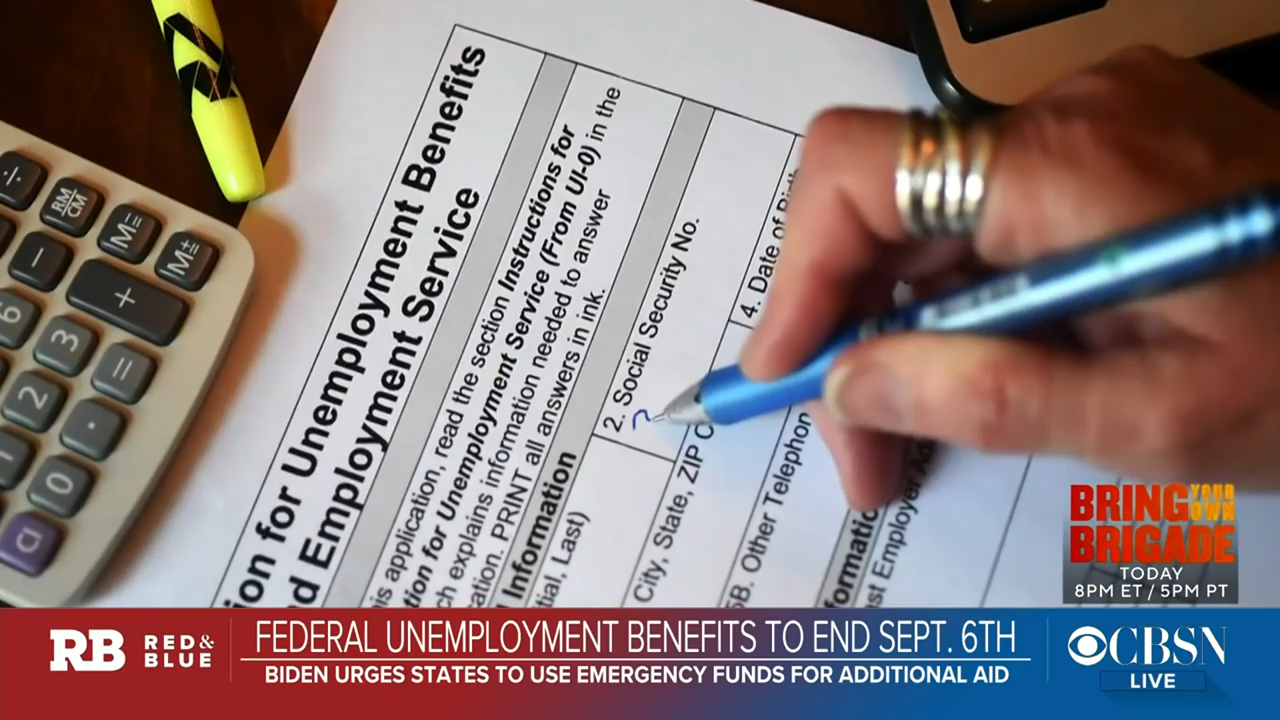 ion for Unemployment Benefits
d Employment Service
is application, read the section Instructions for
tion for Unemployment Service (From UI-0) in the
ch explains information needed to answer
cation. PRINT all answers in ink.
Information
tial, Last)
2. Social Security No.
4. Date of Birth
City, State, ZIP C
5B. Other Telephon
formatio
st Employer Ad
÷
RM/CM
M=
M±
−
+
6
3
=
2
·
1
0
BRING YOUR OWN
BRIGADE
TODAY
8PM ET / 5PM PT
RB RED & BLUE
FEDERAL UNEMPLOYMENT BENEFITS TO END SEPT. 6TH
BIDEN URGES STATES TO USE EMERGENCY FUNDS FOR ADDITIONAL AID
CBSN
LIVE